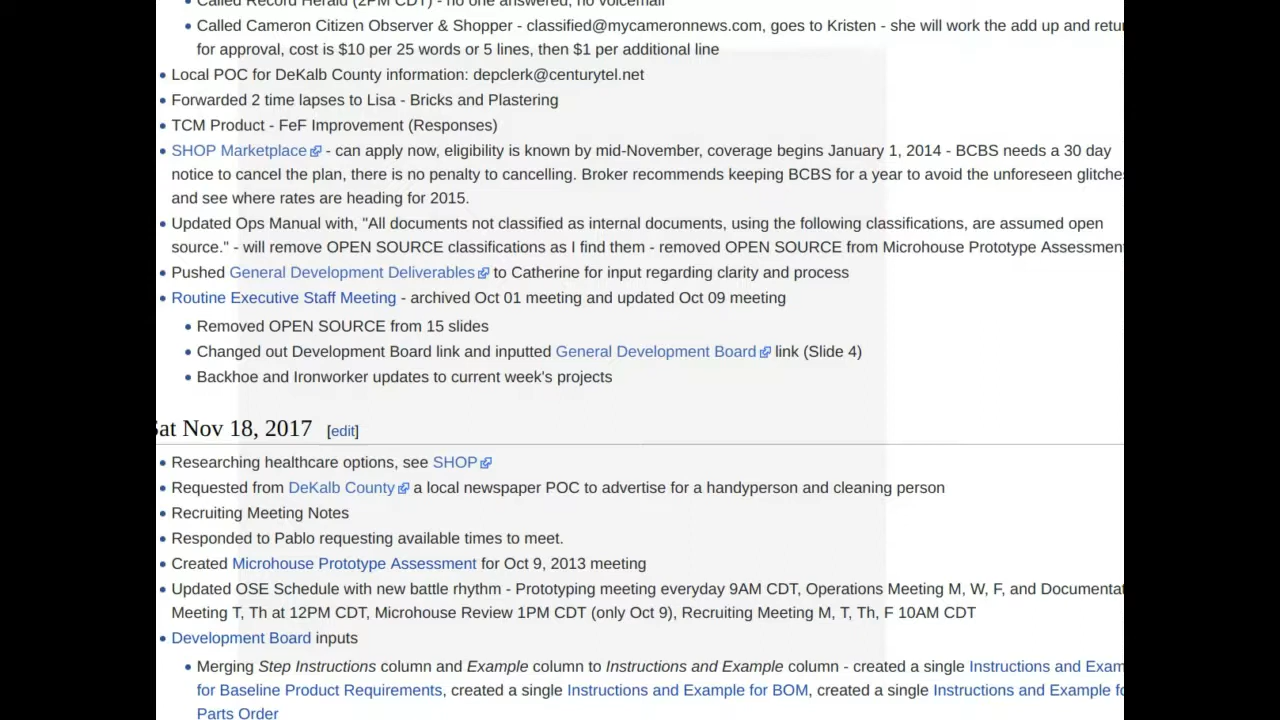 Called Record Herald (2PM CDT) - no one answered, no voicemail
Called Cameron Citizen Observer & Shopper - classified@mycameronnews.com, goes to Kristen - she will work the add up and retur
for approval, cost is $10 per 25 words or 5 lines, then $1 per additional line
Local POC for DeKalb County information: depclerk@centurytel.net
Forwarded 2 time lapses to Lisa - Bricks and Plastering
TCM Product - FeF Improvement (Responses)
SHOP Marketplace - can apply now, eligibility is known by mid-November, coverage begins January 1, 2014 - BCBS needs a 30 day
notice to cancel the plan, there is no penalty to cancelling. Broker recommends keeping BCBS for a year to avoid the unforeseen glitches
and see where rates are heading for 2015.
Updated Ops Manual with, "All documents not classified as internal documents, using the following classifications, are assumed open
source." - will remove OPEN SOURCE classifications as I find them - removed OPEN SOURCE from Microhouse Prototype Assessment
Pushed General Development Deliverables to Catherine for input regarding clarity and process
Routine Executive Staff Meeting - archived Oct 01 meeting and updated Oct 09 meeting
Removed OPEN SOURCE from 15 slides
Changed out Development Board link and inputted General Development Board link (Slide 4)
Backhoe and Ironworker updates to current week's projects
Sat Nov 18, 2017 [edit]
Researching healthcare options, see SHOP
Requested from DeKalb County a local newspaper POC to advertise for a handyperson and cleaning person
Recruiting Meeting Notes
Responded to Pablo requesting available times to meet.
Created Microhouse Prototype Assessment for Oct 9, 2013 meeting
Updated OSE Schedule with new battle rhythm - Prototyping meeting everyday 9AM CDT, Operations Meeting M, W, F, and Documentat
Meeting T, Th at 12PM CDT, Microhouse Review 1PM CDT (only Oct 9), Recruiting Meeting M, T, Th, F 10AM CDT
Development Board inputs
Merging Step Instructions column and Example column to Instructions and Example column - created a single Instructions and Exam
for Baseline Product Requirements, created a single Instructions and Example for BOM, created a single Instructions and Example fo
Parts Order